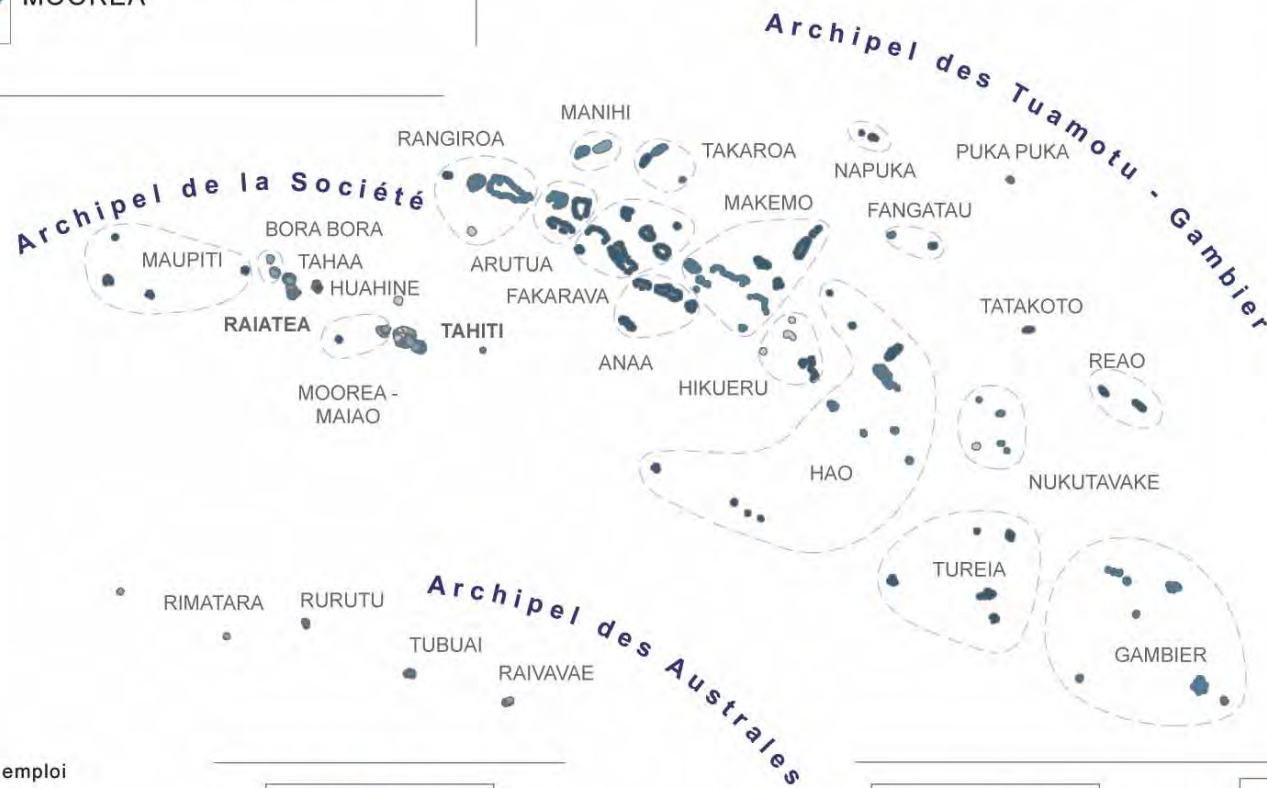 MOOREA
Archipel des Tuamotu - Gambier
MANIHI
RANGIROA
TAKAROA
NAPUKA
PUKA PUKA
Archipel de la Société
MAKEMO
FANGATAU
BORA BORA
MAUPITI
TAHAA
ARUTUA
HUAHINE
FAKARAVA
TATAKOTO
RAIATEA
TAHITI
ANAA
REAO
HIKUERU
MOOREA -
MAIAO
HAO
NUKUTAVAKE
TUREIA
Archipel des Australes
RIMATARA
RURUTU
TUBUAI
RAIVAVAE
GAMBIER
emploi